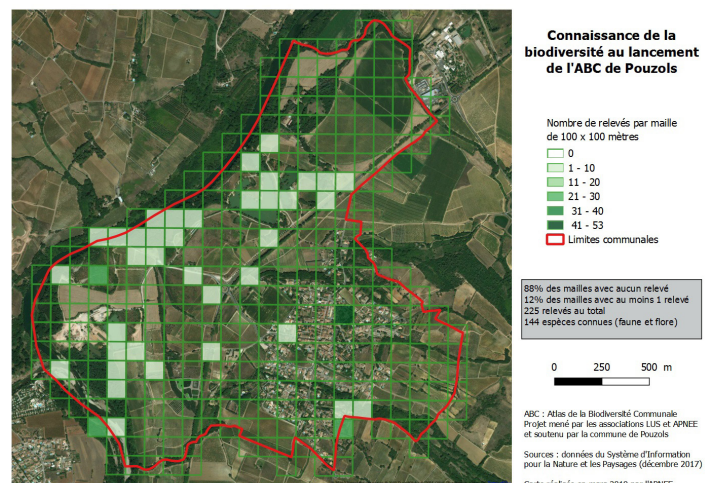 Connaissance de la
biodiversité au lancement
de l'ABC de Pouzols
Nombre de relevés par maille
de 100 x 100 mètres
0
1 - 10
11 - 20
21 - 30
31 - 40
41 - 53
Limites communales
88% des mailles avec aucun relevé
12% des mailles avec au moins 1 relevé
225 relevés au total
144 espèces connues (faune et flore)
0 250 500 m
ABC : Atlas de la Biodiversité Communale
Projet mené par les associations LUS et APNEE
et soutenu par la commune de Pouzols
Sources : données du Système d'Information
pour la Nature et les Paysages (décembre 2017)